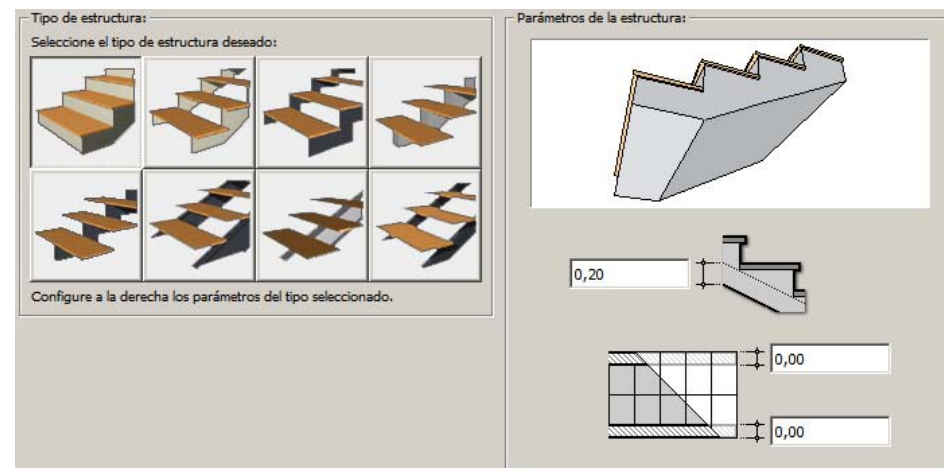 Tipo de estructura:
Seleccione el tipo de estructura deseado:
Configure a la derecha los parámetros del tipo seleccionado.
Parámetros de la estructura:
0,20
0,00
0,00